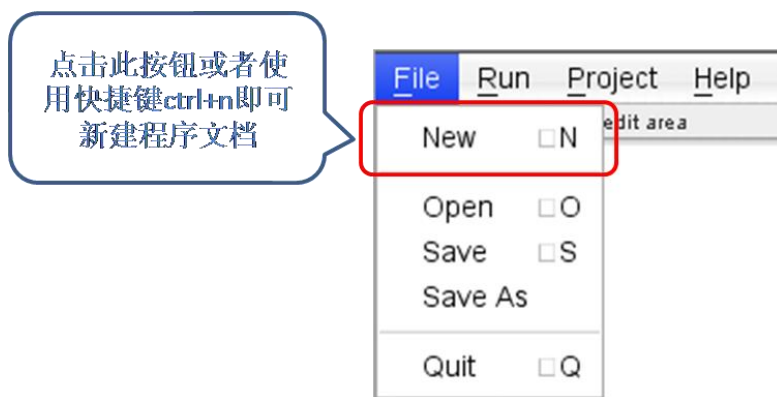 点击此按钮或者使
用快捷键ctrl+n即可
新建程序文档
File Run Project Help
edit area
New □N
Open □O
Save □S
Save As
Quit □Q